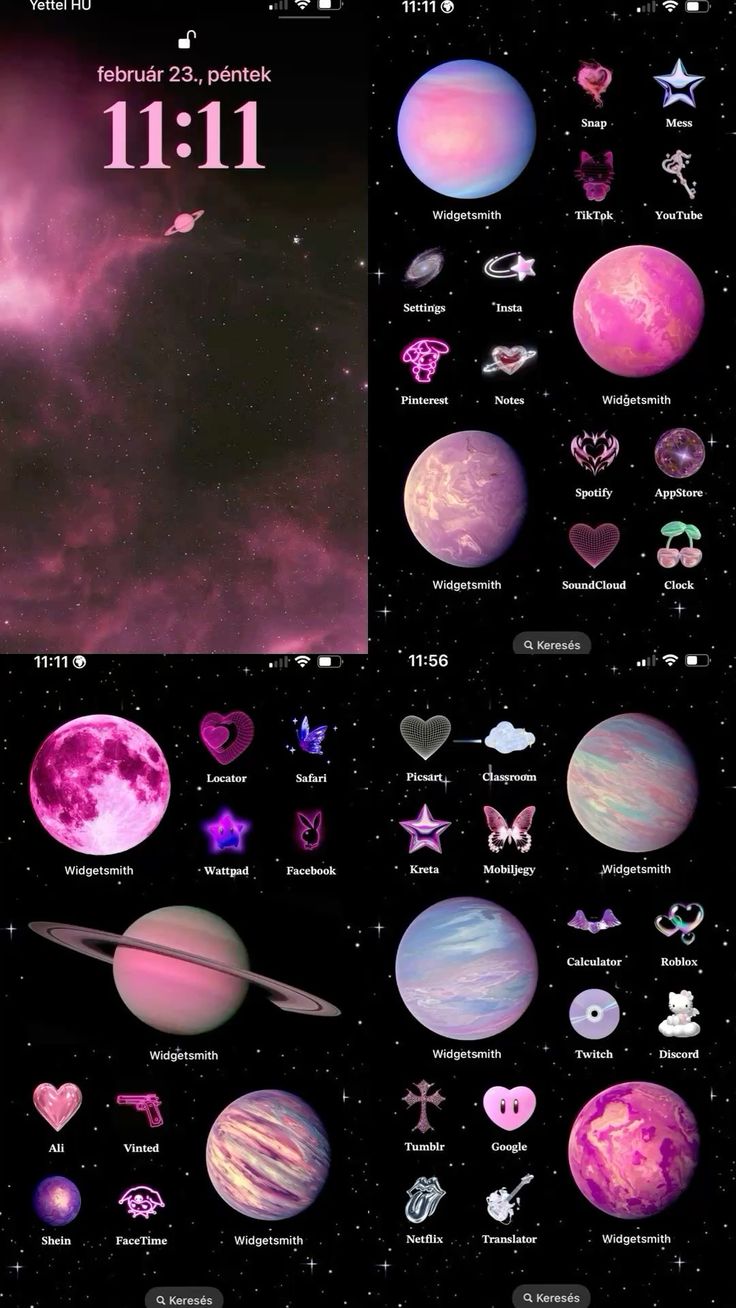 Yettel HU
február 23., péntek
11:11
11:11
Snap
Mess
Widgetsmith
TikTok
YouTube
Settings
Insta
Pinterest
Notes
Widgetsmith
Spotify
AppStore
Widgetsmith
SoundCloud
Clock
Keresés
11:11
Locator
Safari
Widgetsmith
Wattpad
Facebook
Widgetsmith
Ali
Vinted
Shein
FaceTime
Widgetsmith
Keresés
11:56
Picsart
Classroom
Kreta
Mobiljegy
Widgetsmith
Calculator
Roblox
Widgetsmith
Twitch
Discord
Tumblr
Google
Netflix
Translator
Widgetsmith
Keresés